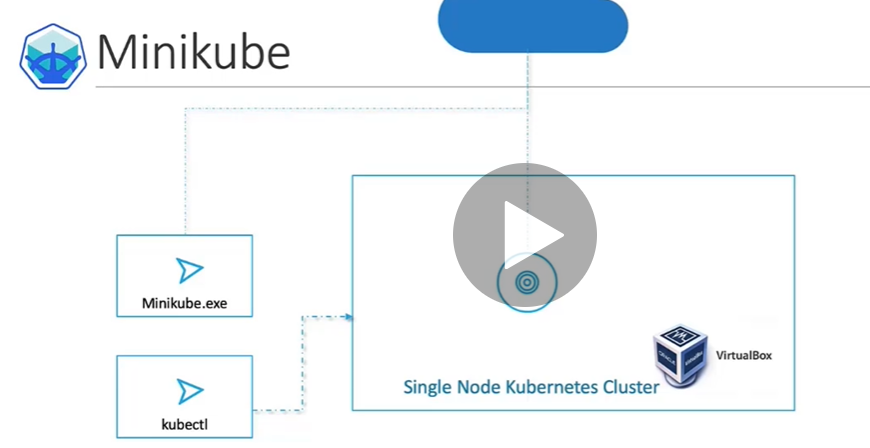 Minikube
Minikube.exe
kubectl
Single Node Kubernetes Cluster
VirtualBox